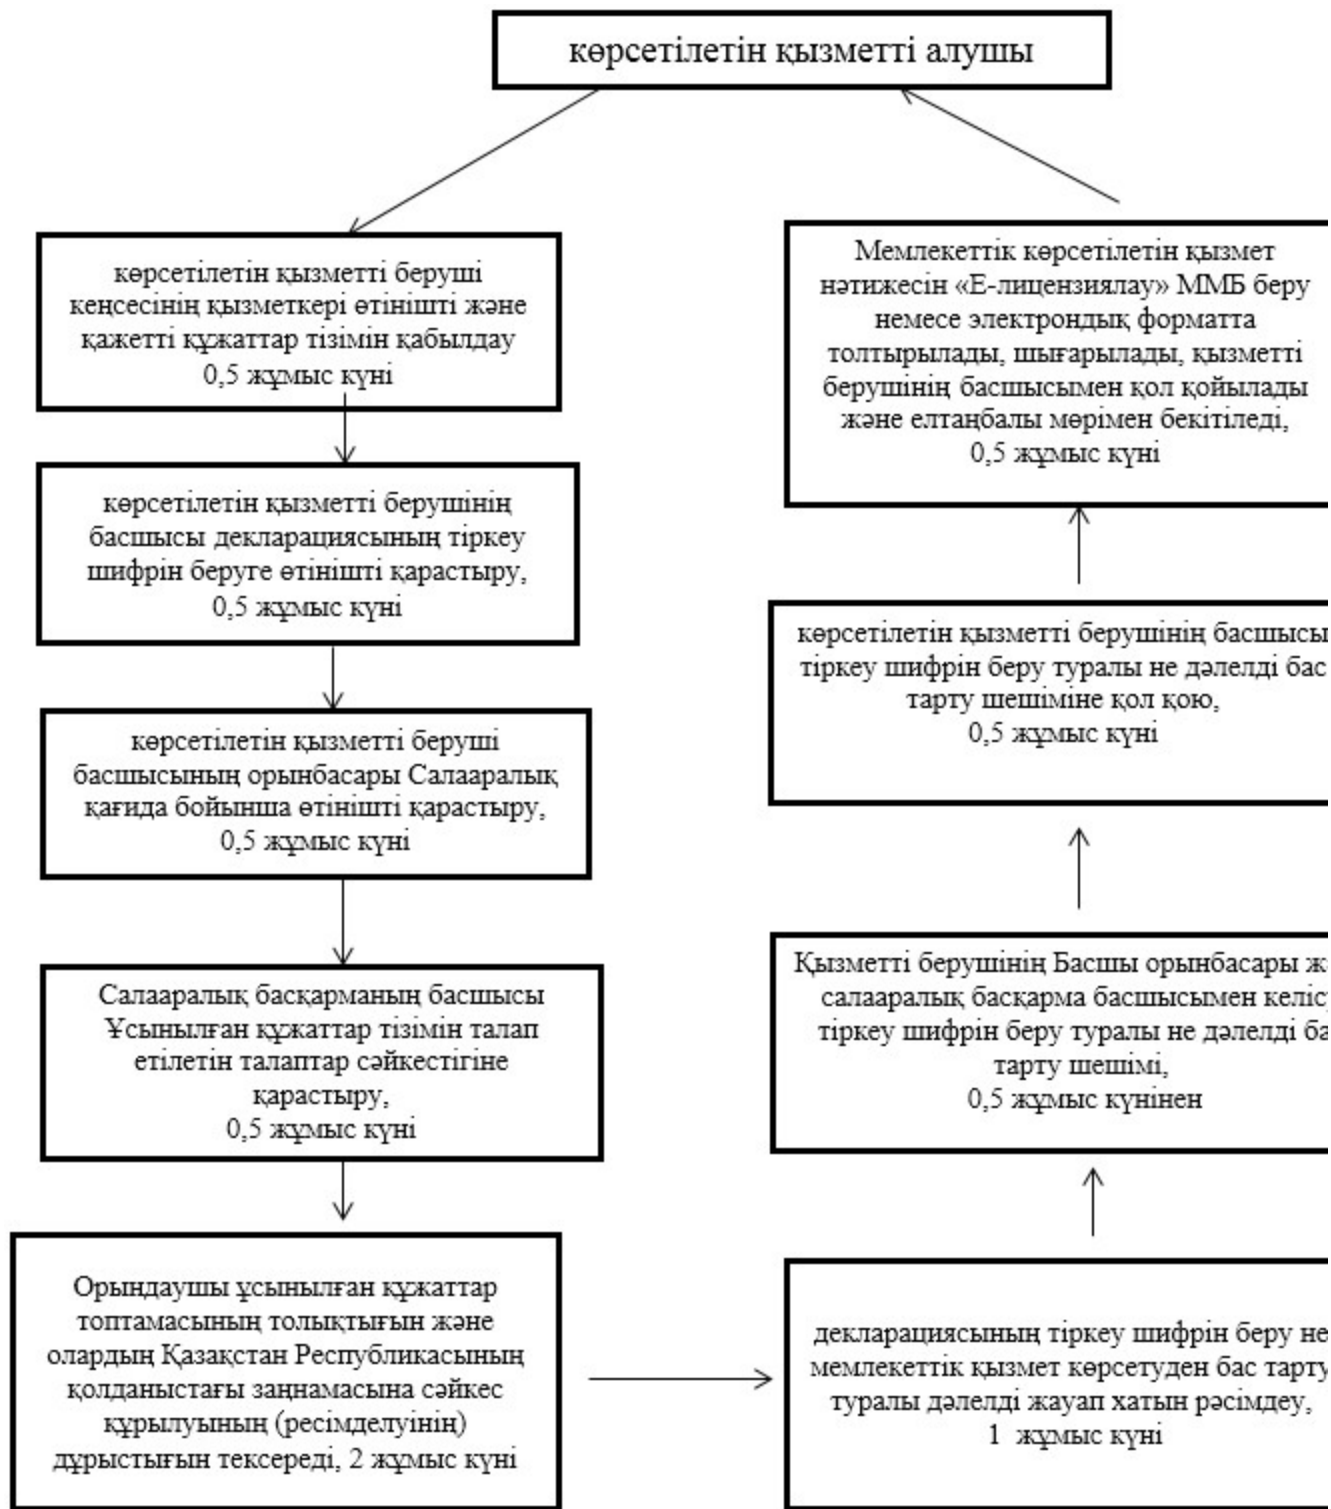 көрсетілетін қызметті алушы
көрсетілетін қызметті беруші
кеңсесінің қызметкері өтінішті және
қажетті құжаттар тізімін қабылдау
0,5 жұмыс күні
көрсетілетін қызметті берушінің
басшысы декларациясының тіркеу
шифрін беруге өтінішті қарастыру,
0,5 жұмыс күні
көрсетілетін қызметті беруші
басшысының орынбасары Салааралық
қағида бойынша өтінішті қарастыру,
0,5 жұмыс күні
Салааралық басқарманың басшысы
Ұсынылған құжаттар тізімін талап
етілетін талаптар сәйкестігіне
қарастыру,
0,5 жұмыс күні
Орындаушы ұсынылған құжаттар
топтамасының толықтығын және
олардың Қазақстан Республикасының
қолданыстағы заңнамасына сәйкес
құрылуының (ресімделуінің)
дұрыстығын тексереді, 2 жұмыс күні
декларациясының тіркеу шифрін беру
мемлекеттік қызмет көрсетуден бас тарту
туралы дәлелді жауап хатын рәсімдеу,
1 жұмыс күні
Қызметті берушінің Басшы орынбасары
салааралық басқарма басшысымен
тіркеу шифрін беру туралы не дәлелді
тарту шешімі,
0,5 жұмыс күнінен
көрсетілетін қызметті берушінің басшысы
тіркеу шифрін беру туралы не дәлелді бас
тарту шешіміне қол қою,
0,5 жұмыс күні
Мемлекеттік көрсетілетін қызмет
нәтижесін «Е-лицензиялау» ММБ беру
немесе электрондық форматта
толтырылады, шығарылады, қызметті
берушінің басшысымен қол қойылады
және елтаңбалы мөрімен бекітіледі,
0,5 жұмыс күні